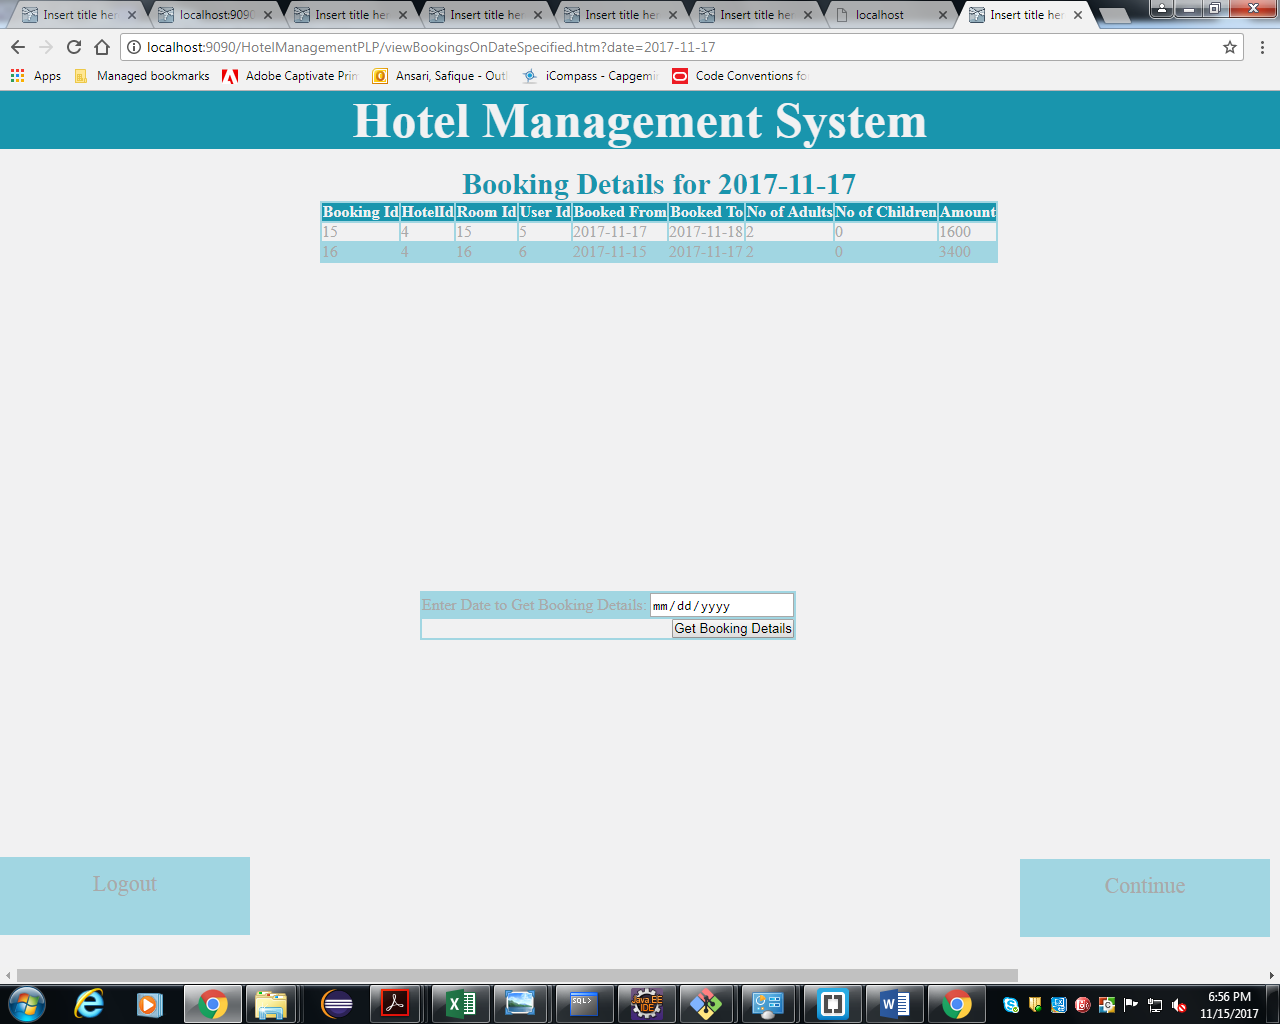 Insert title her
localhost:9090
Insert title her
Insert title her
Insert title her
Insert title her
localhost
Insert title her
localhost:9090/HotelManagementPLP/viewBookingsOnDateSpecified.htm?date=2017-11-17
Apps Managed bookmarks Adobe Captivate Prim Ansari, Safique - Outl iCompass - Capgemi Code Conventions fo
Hotel Management System
Booking Details for 2017-11-17
Booking Id HotelId Room Id User Id Booked From Booked To No of Adults No of Children Amount
15 4 15 5 2017-11-17 2017-11-18 2 0 1600
16 4 16 6 2017-11-15 2017-11-17 2 0 3400
Enter Date to Get Booking Details: mm/dd/yyyy
Get Booking Details
Logout
Continue
SQL>
Java EE
IDE
6:56 PM
11/15/2017